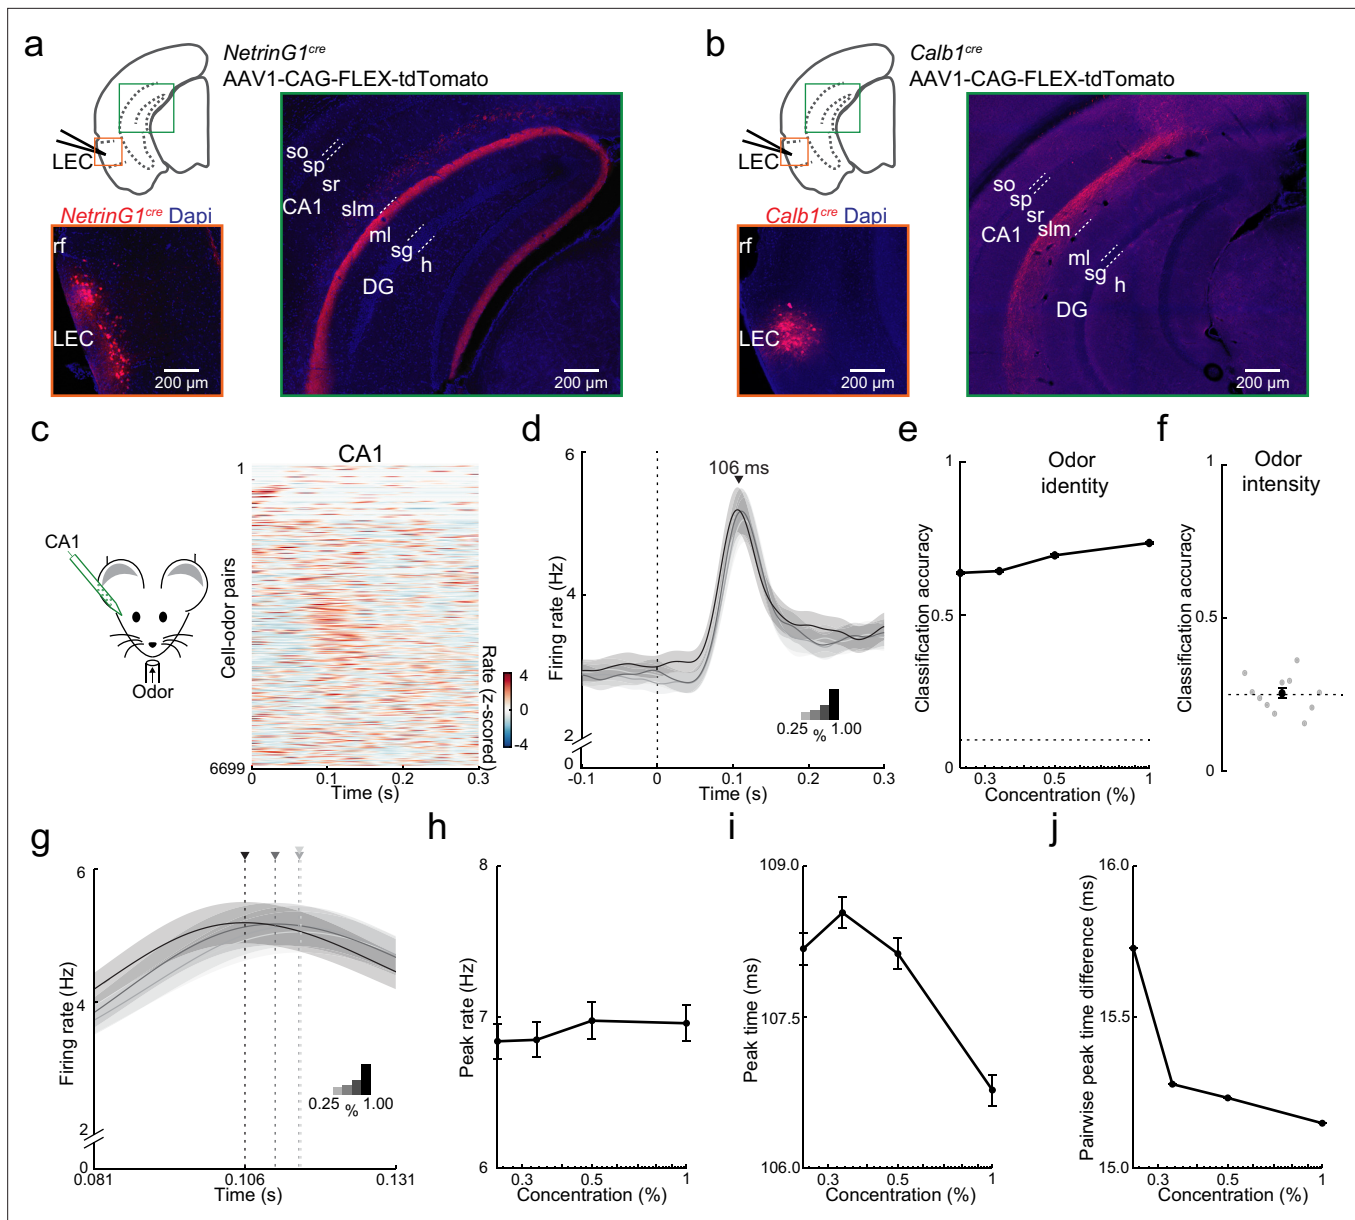 a
NetrinG1cre
AAV1-CAG-FLEX-tdTomato
LEC
NetrinG1cre Dapi
rf
LEC
200 µm
so
sp
sr
CA1
slm
ml
sg
h
DG
200 µm
b
Calb1cre
AAV1-CAG-FLEX-tdTomato
LEC
Calb1cre Dapi
rf
LEC
200 µm
so
sp
sr
slm
CA1
ml
sg
h
DG
200 µm
c
CA1
Odor
CA1
Cell-odor pairs
1
6699
0
0.1
0.2
0.3
Time (s)
Rate (z-scored)
4
0
-4
d
106 ms
Firing rate (Hz)
6
4
2
0
-0.1
0
0.1
0.2
0.3
Time (s)
0.25 % 1.00
e
Odor
identity
Classification accuracy
1
0.5
0
0.3
0.5
1
Concentration (%)
f
Odor
intensity
Classification accuracy
1
0.5
0
g
Firing rate (Hz)
6
4
2
0
0.081
0.106
0.131
Time (s)
0.25 % 1.00
h
Peak rate (Hz)
8
7
6
0.3
0.5
1
Concentration (%)
i
Peak time (ms)
109.0
107.5
106.0
0.3
0.5
1
Concentration (%)
j
Pairwise peak time difference (ms)
16.0
15.5
15.0
0.3
0.5
1
Concentration (%)